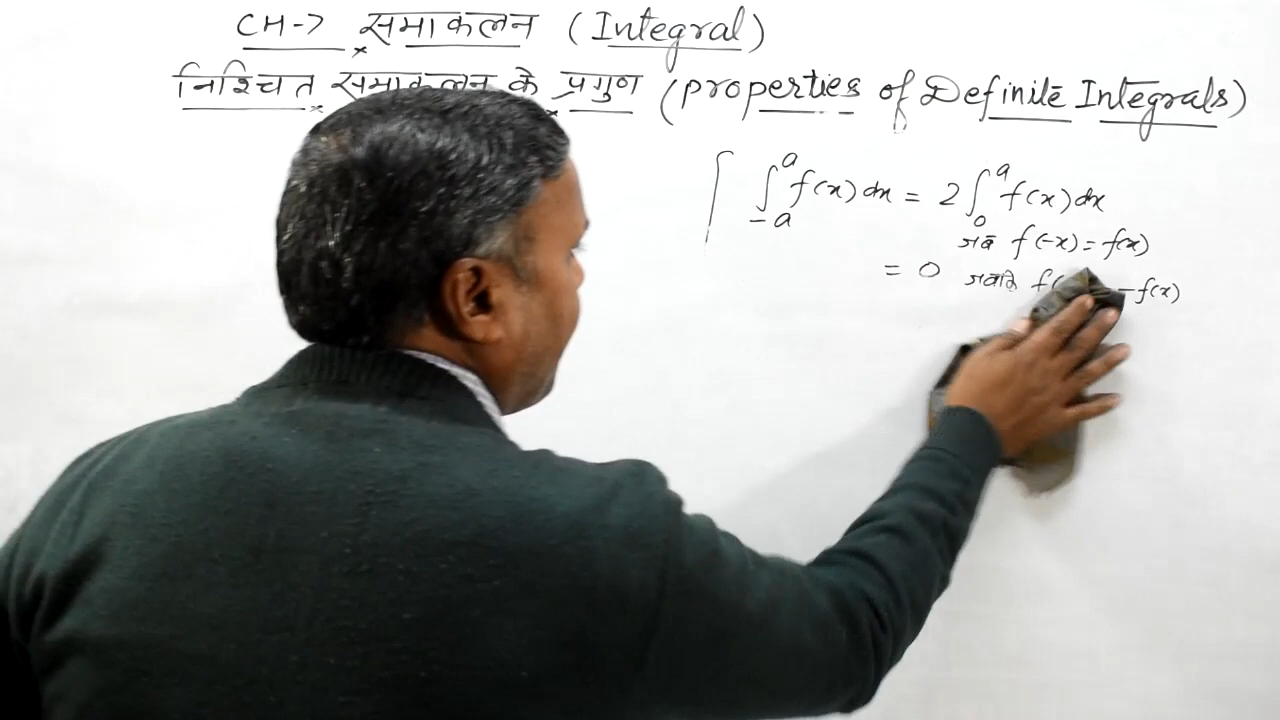 CH-7 समाकलन (Integral)
निश्चित समाकलन के प्रगुण (properties of Definite Integrals)
∫₋ₐᵃ f(x) dx = 2∫₀ᵃ f(x) dx
जब f(-x) = f(x)
= 0 जबकि f( -f(x)